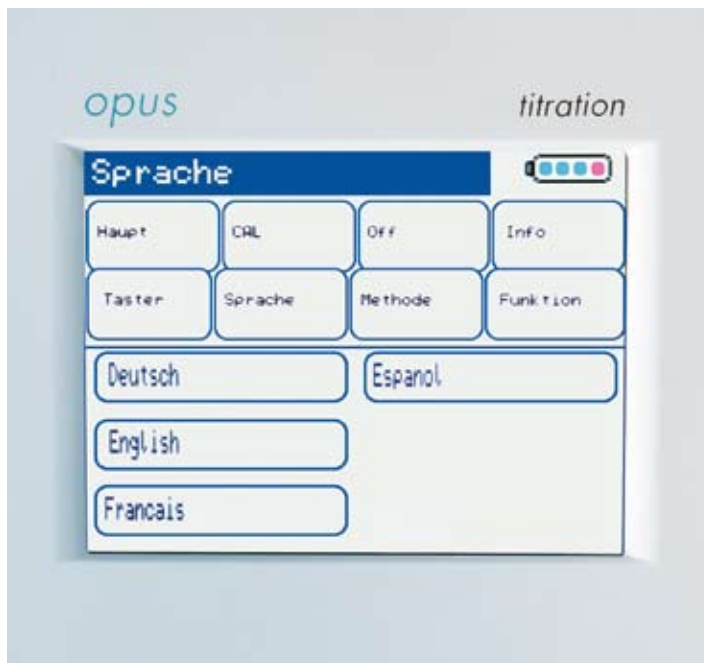 opus titration
Sprache
Haupt CAL Off Info
Taster Sprache Methode Funktion
Deutsch Espanol
English
Francais